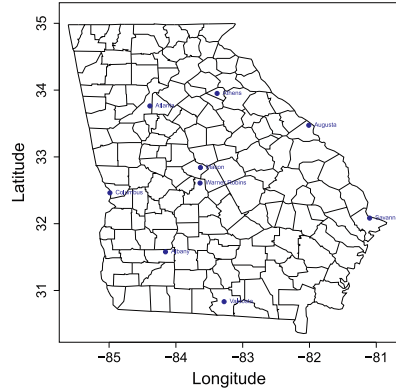 35
34
33
32
31
Latitude
Athens
Atlanta
Augusta
Macon
Warner Robins
Columbus
Savann
Albany
Valdosta
−85
−84
−83
−82
−81
Longitude